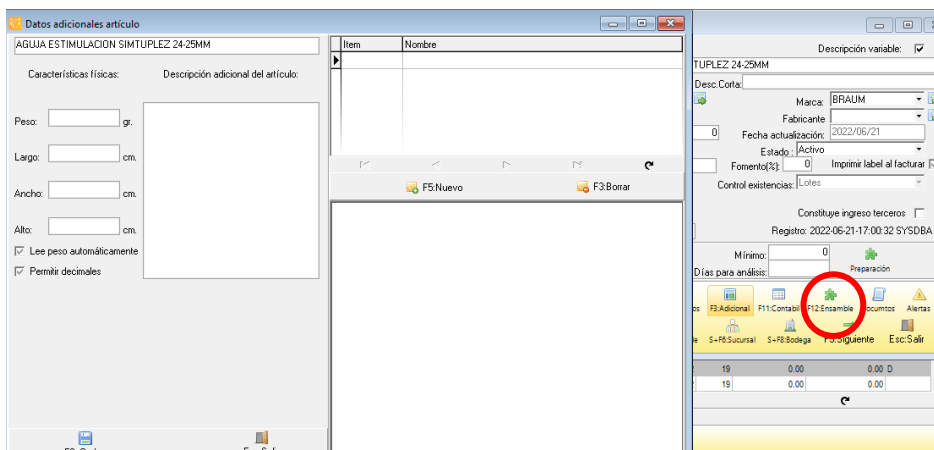 Datos adicionales artículo
AGUJA ESTIMULACION SIMTUPLEZ 24-25MM
Características físicas:
Descripción adicional del artículo:
Peso:
gr.
Largo:
cm.
Ancho:
cm.
Alto:
cm.
Lee peso automáticamente
Permitir decimales
Item
Nombre
F5:Nuevo
F3:Borrar
Descripción variable:
TUPLEZ 24-25MM
Desc.Corta:
Marca: BRAUM
Fabricante
0
Fecha actualización: 2022/06/21
Estado : Activo
Fomento(%): 0
Imprimir label al facturar
Control existencias: Lotes
Constituye ingreso terceros
Registro: 2022-06-21-17:00:32 SYSDBA
Mínimo: 0
Días para análisis:
Preparación
F3:Adicional
F11:Contabil
F12:Ensamble
Alertas
S+F6:Sucursal
S+F8:Bodega
Esc:Salir
19 0.00 0.00 D
19 0.00 0.00